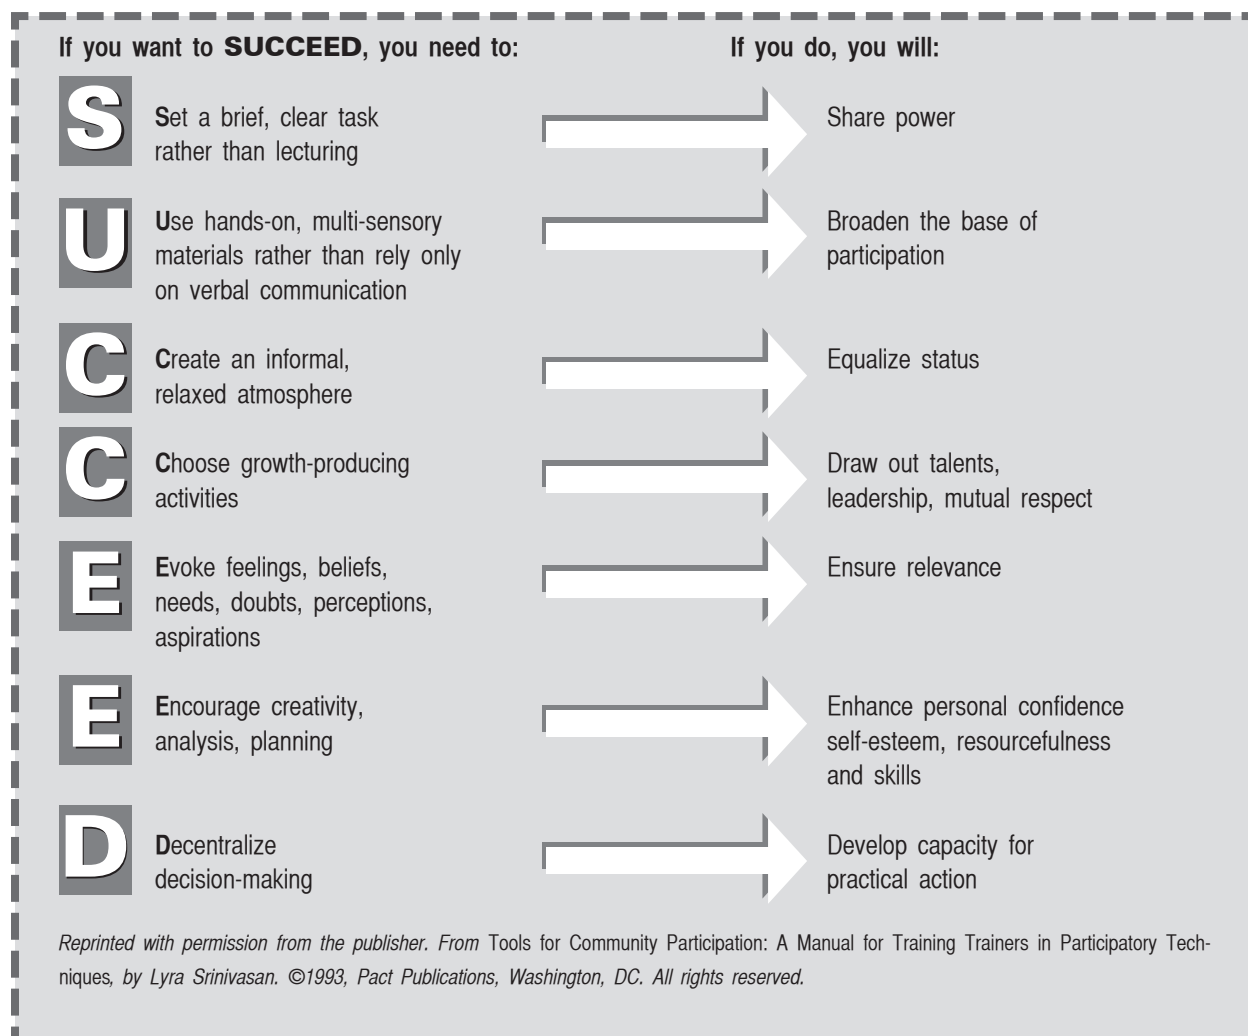 If you want to SUCCEED, you need to:
If you do, you will:
S
Set a brief, clear task
rather than lecturing
Share power
U
Use hands-on, multi-sensory
materials rather than rely only
on verbal communication
Broaden the base of
participation
C
Create an informal,
relaxed atmosphere
Equalize status
C
Choose growth-producing
activities
Draw out talents,
leadership, mutual respect
E
Evoke feelings, beliefs,
needs, doubts, perceptions,
aspirations
Ensure relevance
E
Encourage creativity,
analysis, planning
Enhance personal confidence
self-esteem, resourcefulness
and skills
D
Decentralize
decision-making
Develop capacity for
practical action
Reprinted with permission from the publisher. From Tools for Community Participation: A Manual for Training Trainers in Participatory Tech-
niques, by Lyra Srinivasan. ©1993, Pact Publications, Washington, DC. All rights reserved.